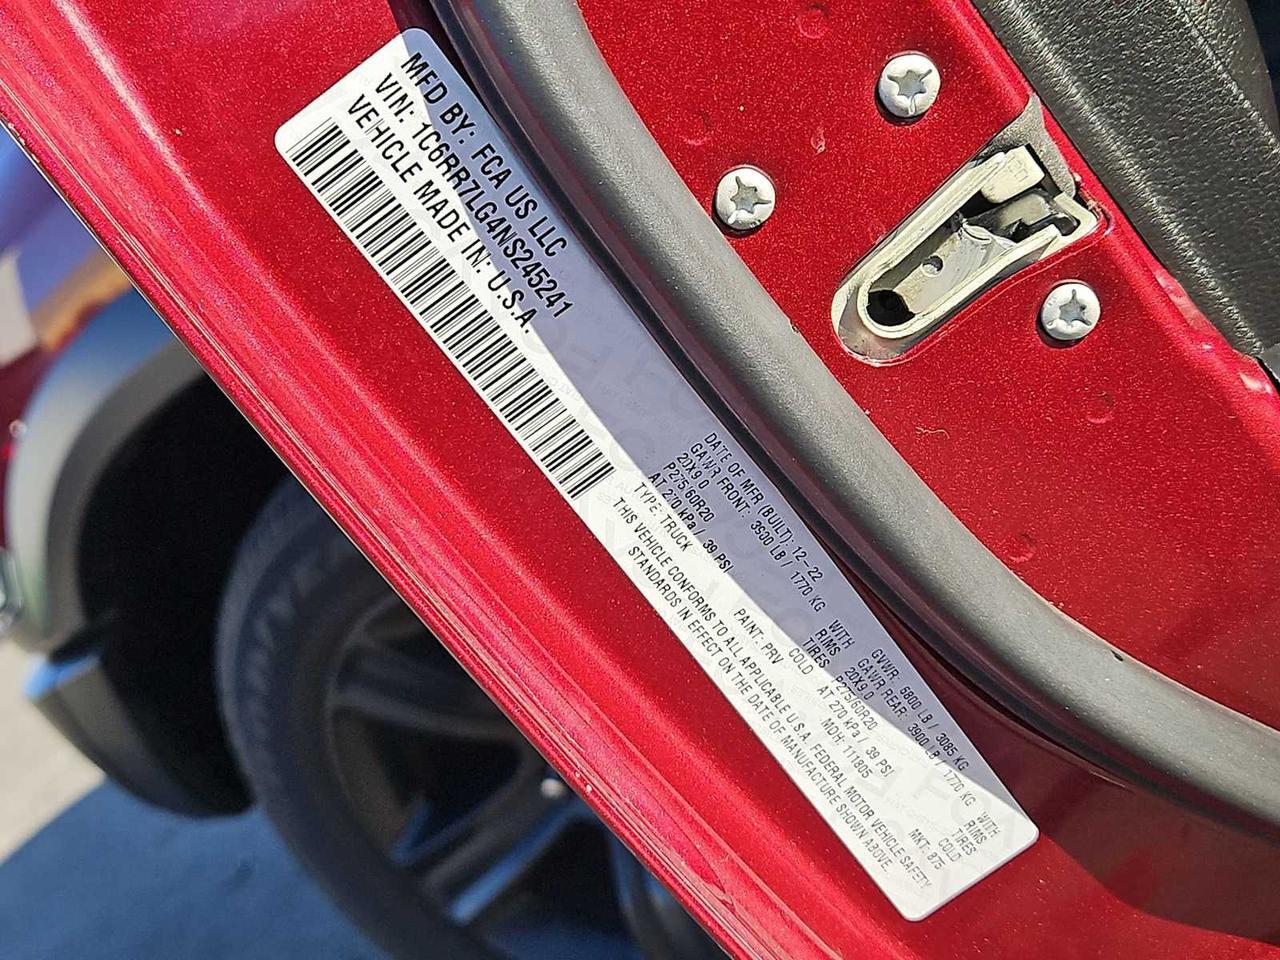 MFD BY: FCA US LLC
VIN: 1C6RR7LG4NS245241
VEHICLE MADE IN: U.S.A.
DATE OF MFR (BUILT): 12-22 GVWR: 6800 LB / 3085 KG
GAWR FRONT: 3900 LB / 1770 KG WITH GAWR REAR: 3900 LB / 1770 KG WITH
20X9.0 RIMS 20X9.0 RIMS
P275/60R20 TIRES P275/60R20 TIRES
AT 270 kPa / 39 PSI COLD AT 270 kPa / 39 PSI COLD
TYPE: TRUCK PAINT: PRV MDH: 111805 MKT: 875
THIS VEHICLE CONFORMS TO ALL APPLICABLE U.S.A. FEDERAL MOTOR VEHICLE SAFETY
STANDARDS IN EFFECT ON THE DATE OF MANUFACTURE SHOWN ABOVE.